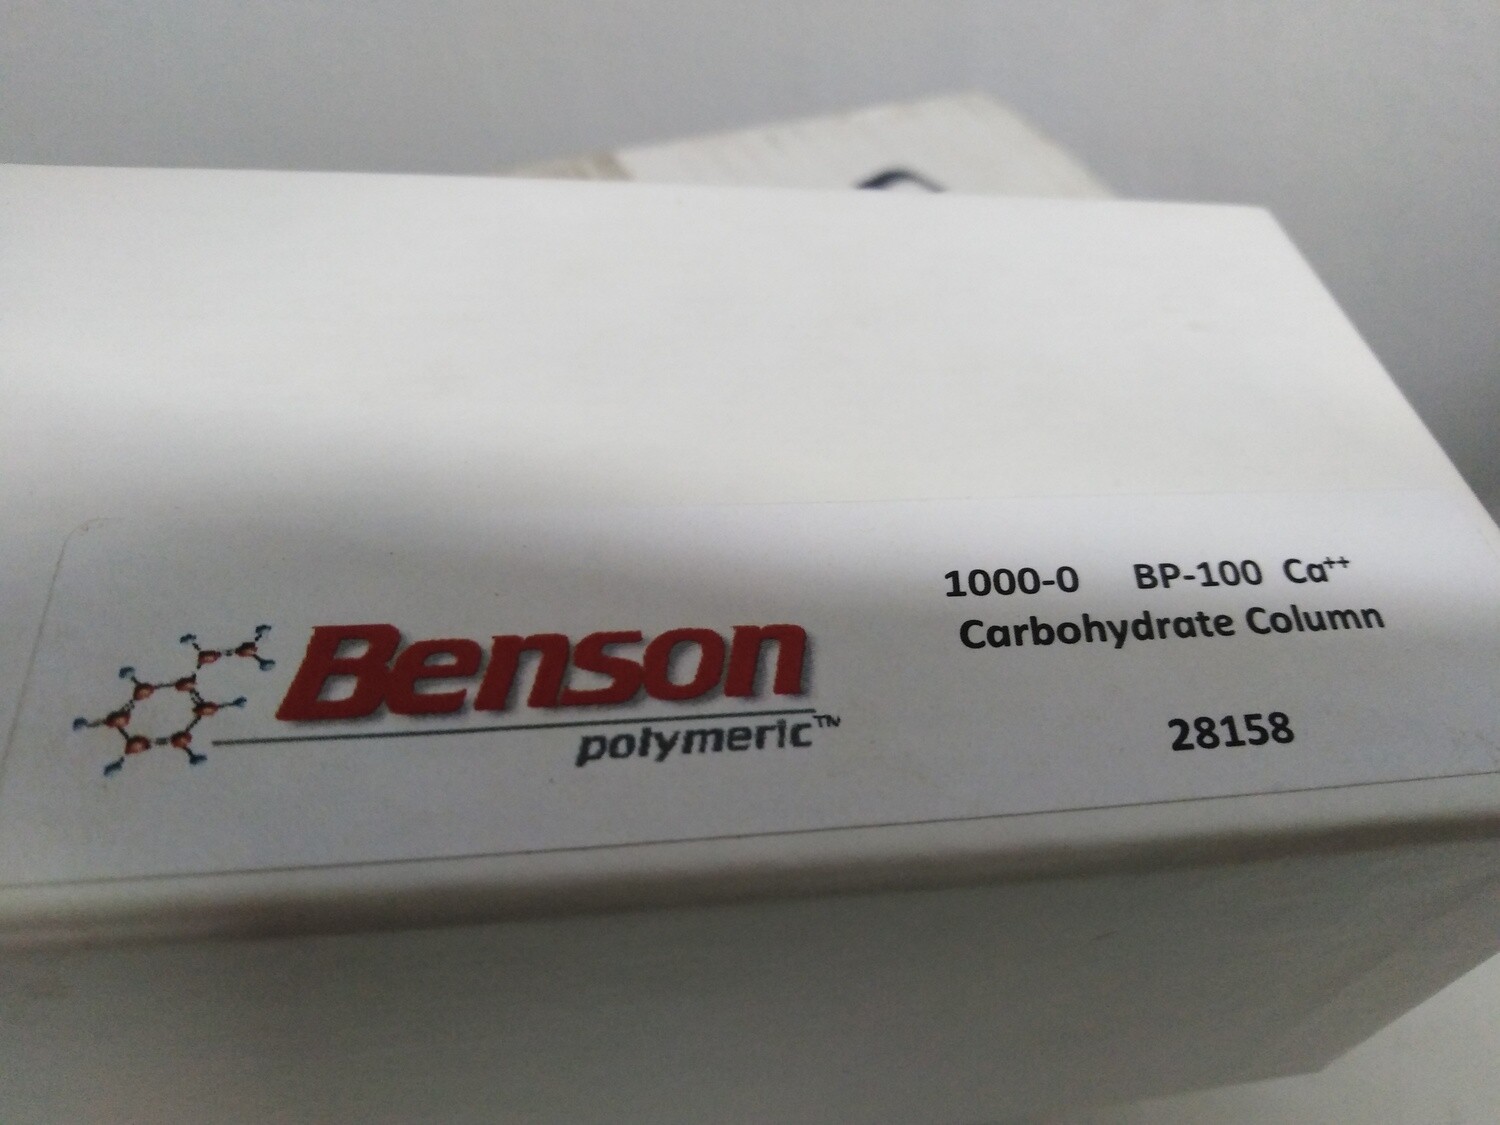 Benson
polymeric™
1000-0 BP-100 Ca⁺⁺
Carbohydrate Column
28158